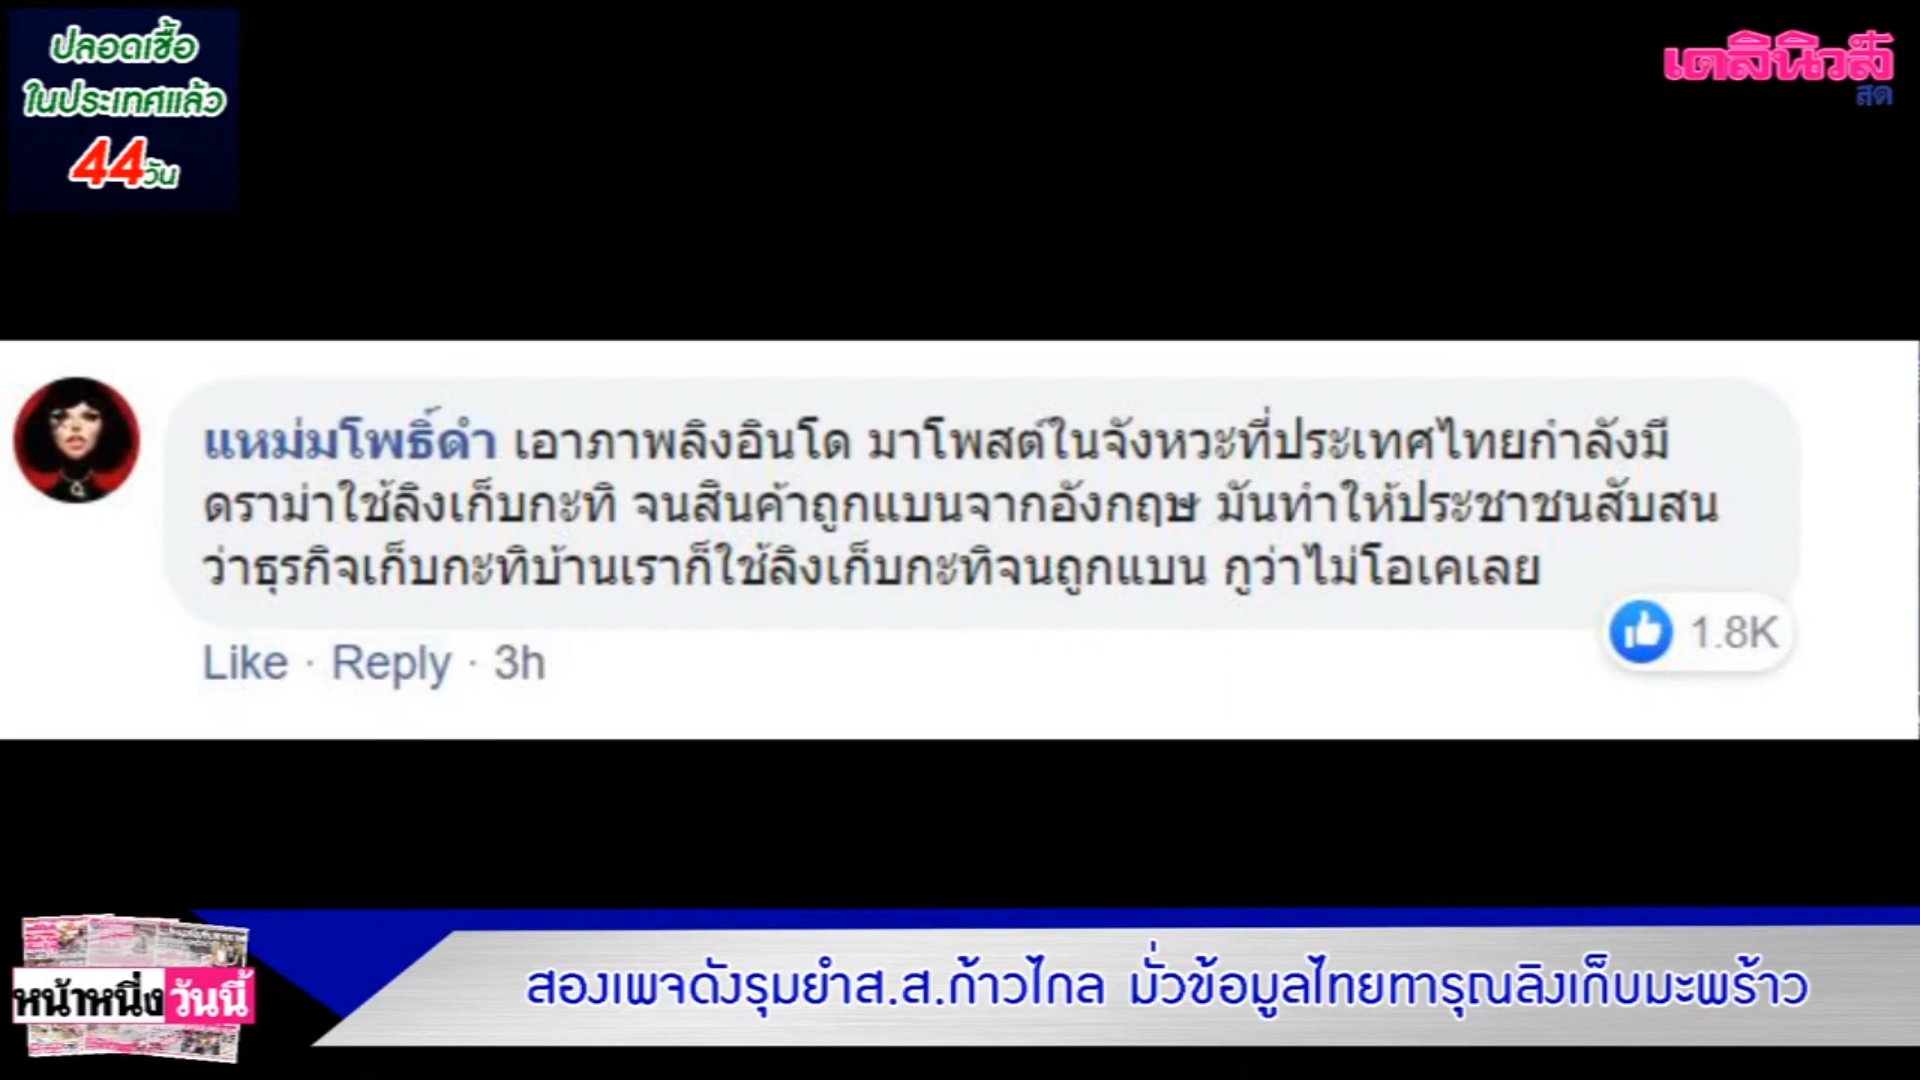 ปลอดเชื้อ
ในประเทศแล้ว
44วัน
เดลินิวส์
สด
แหม่มโพธิ์ดำ เอาภาพลิงอินโด มาโพสต์ในจังหวะที่ประเทศไทยกำลังมี
ดราม่าใช้ลิงเก็บกะทิ จนสินค้าถูกแบนจากอังกฤษ มันทำให้ประชาชนสับสน
ว่าธุรกิจเก็บกะทิบ้านเราก็ใช้ลิงเก็บกะทิจนถูกแบน กูว่าไม่โอเคเลย
1.8K
Like · Reply · 3h
สองเพจดังรุมยำส.ส.ก้าวไกล มั่วข้อมูลไทยทารุณลิงเก็บมะพร้าว
หน้าหนึ่งวันนี้